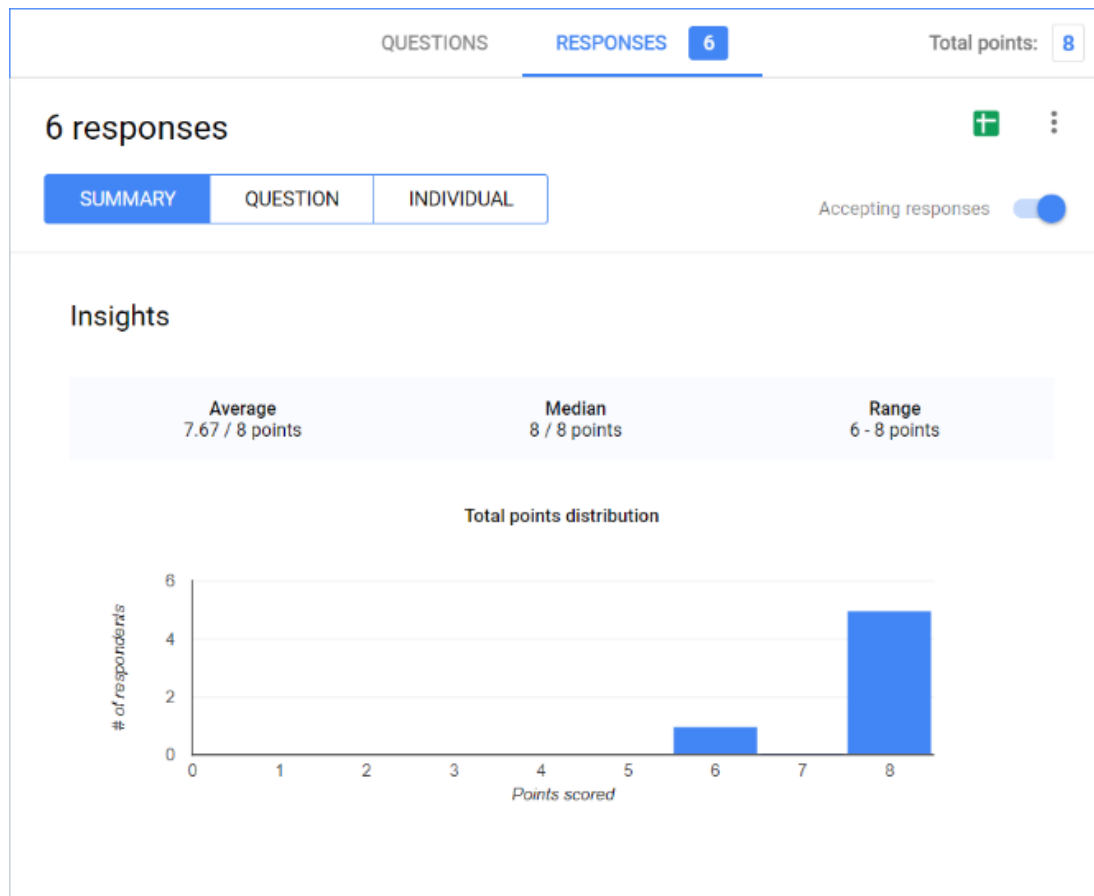 QUESTIONS RESPONSES 6 Total points: 8
6 responses
SUMMARY QUESTION INDIVIDUAL
Accepting responses
Insights
Average Median Range
7.67 / 8 points 8 / 8 points 6 - 8 points
Total points distribution
6
4
2
0
# of respondents
0 1 2 3 4 5 6 7 8
Points scored